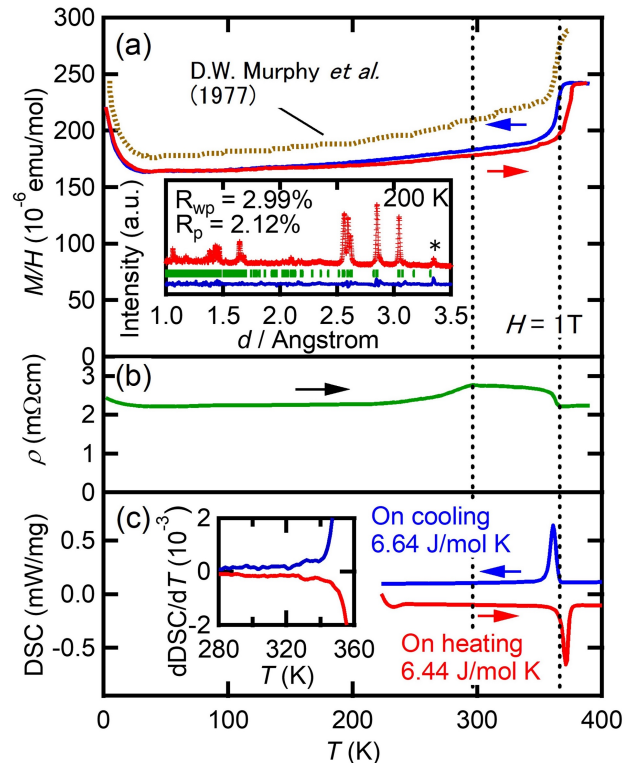 300
250
200
150
100
50
0
M/H (10⁻⁶ emu/mol)
(a)
D.W. Murphy et al.
(1977)
R_wp = 2.99%
R_p = 2.12%
200 K
*
Intensity (a.u.)
1.0 1.5 2.0 2.5 3.0 3.5
d / Angstrom
H = 1T
(b)
3
2
1
0
ρ (mΩcm)
(c)
0.5
0.0
-0.5
DSC (mW/mg)
dDSC/dT (10⁻³)
2
0
-2
280 320 360
T (K)
On cooling
6.64 J/mol K
On heating
6.44 J/mol K
0 100 200 300 400
T (K)